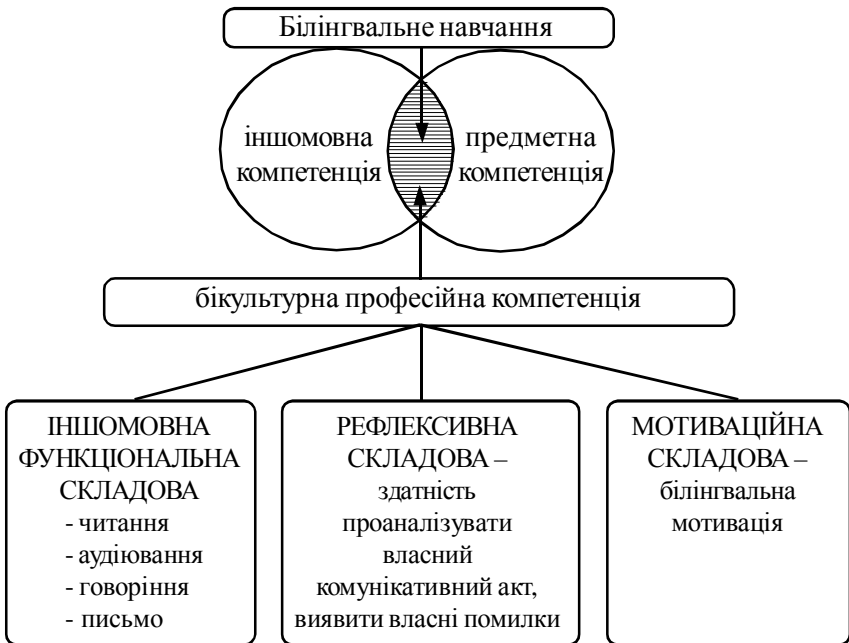 Білінгвальне навчання
іншомовна
компетенція
предметна
компетенція
бікультурна професійна компетенція
ІНШОМОВНА
ФУНКЦІОНАЛЬНА
СКЛАДОВА
- читання
- аудіювання
- говоріння
- письмо
РЕФЛЕКСИВНА
СКЛАДОВА –
здатність
проаналізувати
власний
комунікативний акт,
виявити власні помилки
МОТИВАЦІЙНА
СКЛАДОВА –
білінгвальна
мотивація